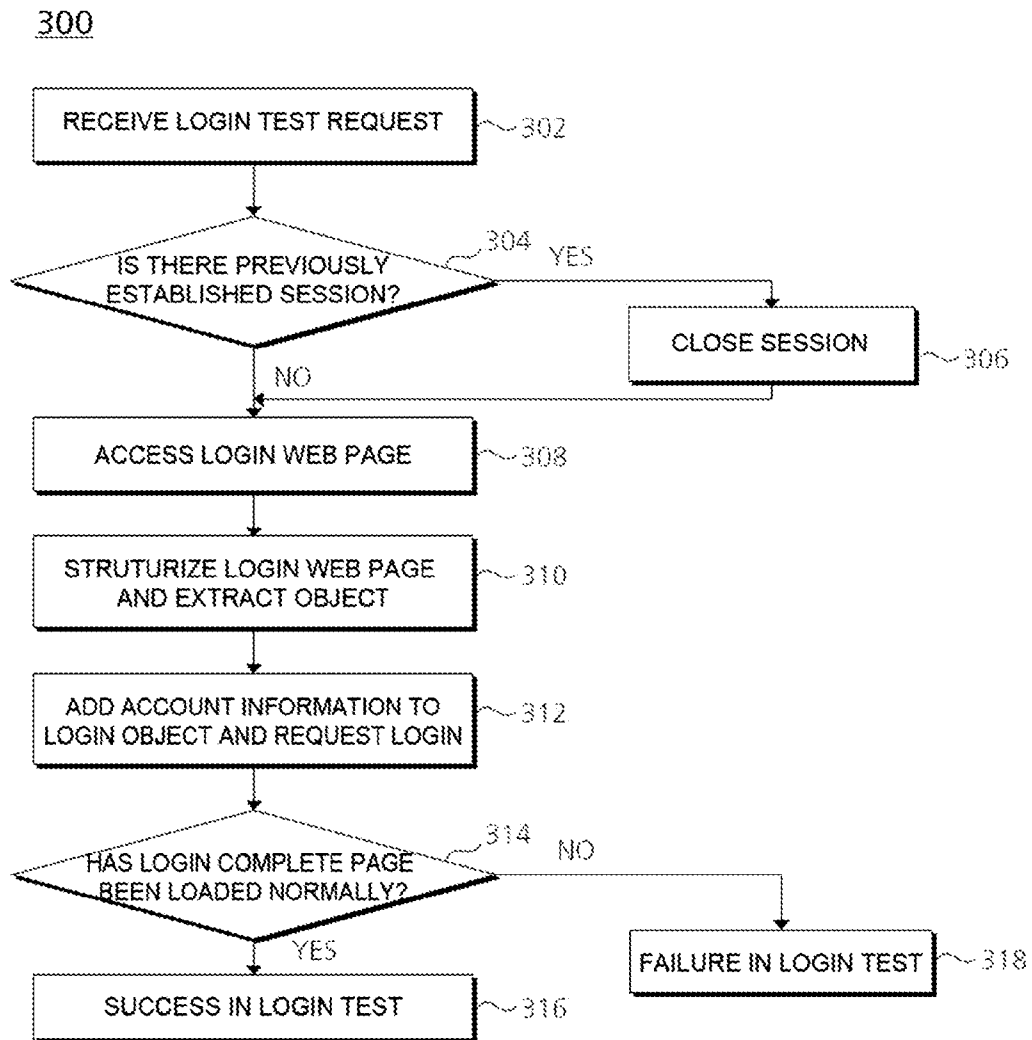 300
RECEIVE LOGIN TEST REQUEST
302
304
YES
IS THERE PREVIOUSLY
ESTABLISHED SESSION?
CLOSE SESSION
306
NO
ACCESS LOGIN WEB PAGE
308
STRUTURIZE LOGIN WEB PAGE
AND EXTRACT OBJECT
310
ADD ACCOUNT INFORMATION TO
LOGIN OBJECT AND REQUEST LOGIN
312
314
NO
HAS LOGIN COMPLETE PAGE
BEEN LOADED NORMALLY?
YES
FAILURE IN LOGIN TEST
318
SUCCESS IN LOGIN TEST
316